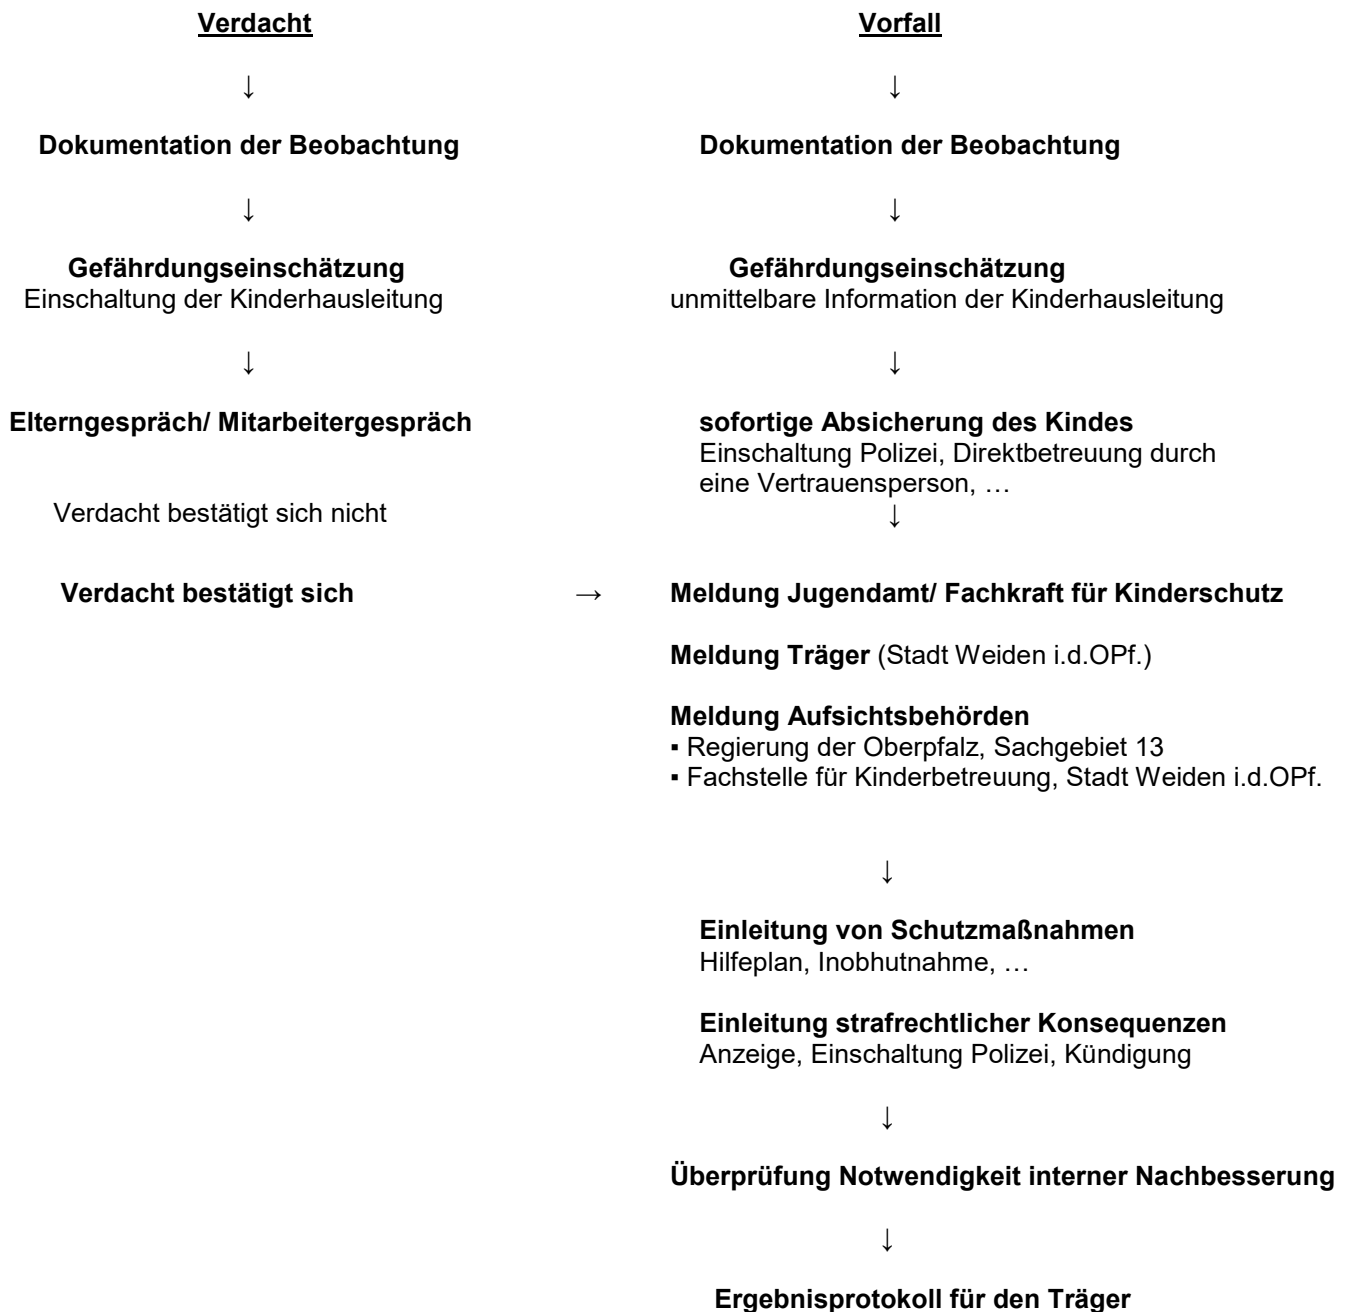 Verdacht
Vorfall
↓
↓
Dokumentation der Beobachtung
Dokumentation der Beobachtung
↓
↓
Gefährdungseinschätzung
Einschaltung der Kinderhausleitung
Gefährdungseinschätzung
unmittelbare Information der Kinderhausleitung
↓
↓
Elterngespräch/ Mitarbeitergespräch
sofortige Absicherung des Kindes
Einschaltung Polizei, Direktbetreuung durch
eine Vertrauensperson, …
Verdacht bestätigt sich nicht
↓
Verdacht bestätigt sich
→
Meldung Jugendamt/ Fachkraft für Kinderschutz
Meldung Träger (Stadt Weiden i.d.OPf.)
Meldung Aufsichtsbehörden
▪ Regierung der Oberpfalz, Sachgebiet 13
▪ Fachstelle für Kinderbetreuung, Stadt Weiden i.d.OPf.
↓
Einleitung von Schutzmaßnahmen
Hilfeplan, Inobhutnahme, …
Einleitung strafrechtlicher Konsequenzen
Anzeige, Einschaltung Polizei, Kündigung
↓
Überprüfung Notwendigkeit interner Nachbesserung
↓
Ergebnisprotokoll für den Träger